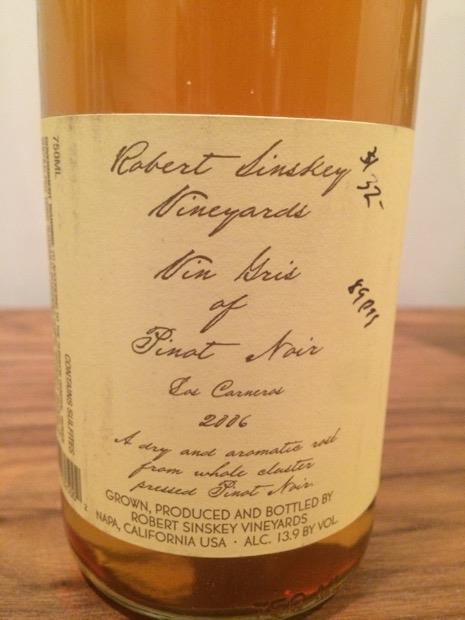 Robert Sinskey
Vineyards
Vin Gris
of
Pinot Noir
Los Carneros
2006
A dry and aromatic rosé
from whole cluster
pressed Pinot Noir.
GROWN, PRODUCED AND BOTTLED BY
ROBERT SINSKEY VINEYARDS
NAPA, CALIFORNIA USA · ALC. 13.9 BY VOL.
$32
89pts
750ML
CONTAINS SULFITES